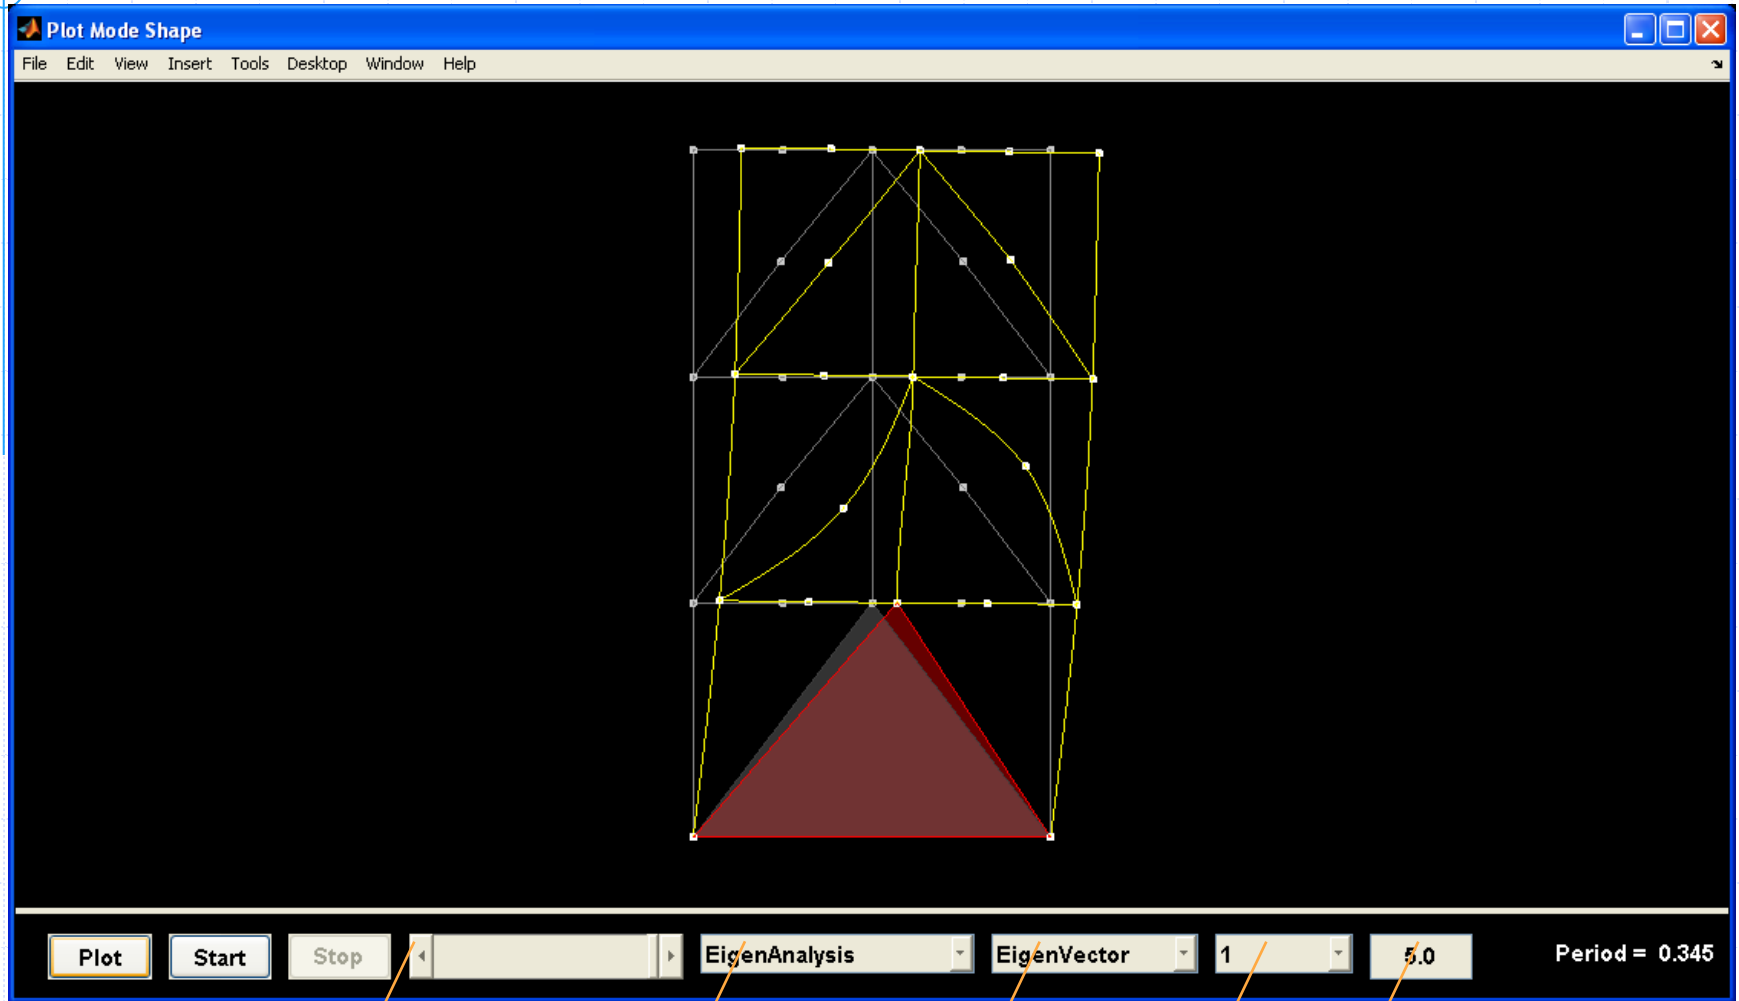 Plot Mode Shape
File Edit View Insert Tools Desktop Window Help
Plot Start Stop EigenAnalysis EigenVector 1 5.0 Period = 0.345